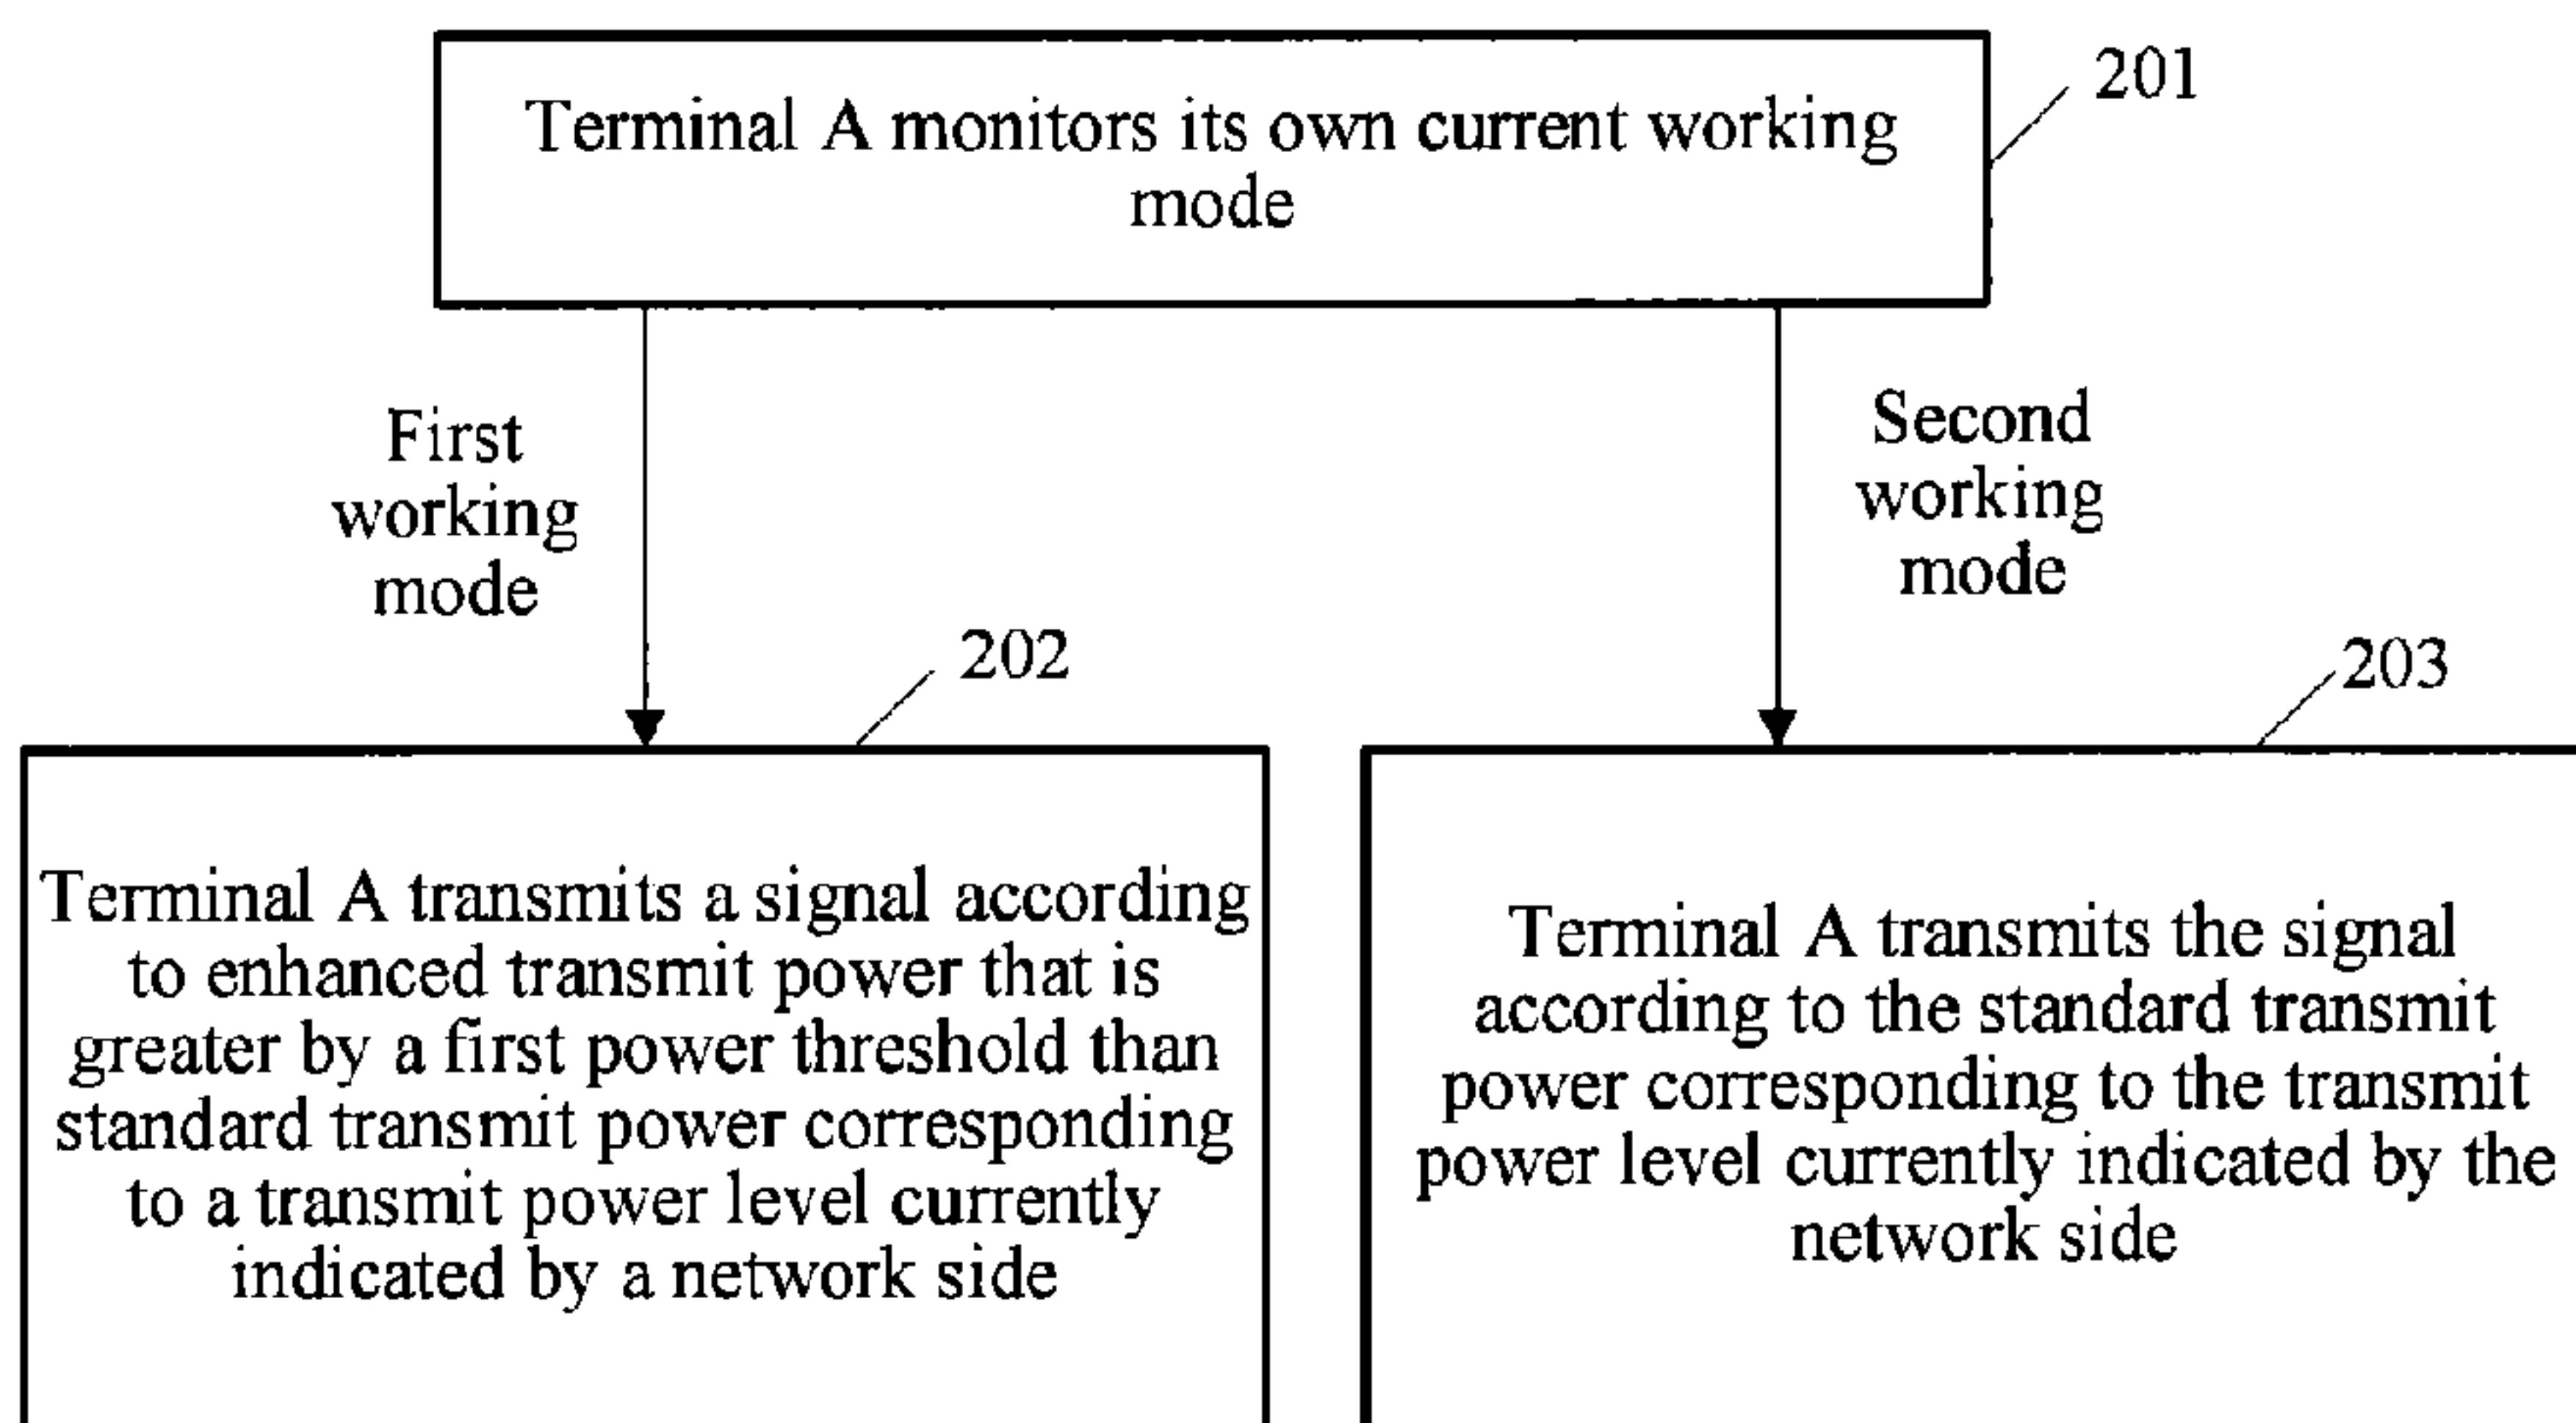 201
Terminal A monitors its own current working
mode
First
working
mode
Second
working
mode
202
203
Terminal A transmits a signal according
to enhanced transmit power that is
greater by a first power threshold than
standard transmit power corresponding
to a transmit power level currently
indicated by a network side
Terminal A transmits the signal
according to the standard transmit
power corresponding to the transmit
power level currently indicated by the
network side